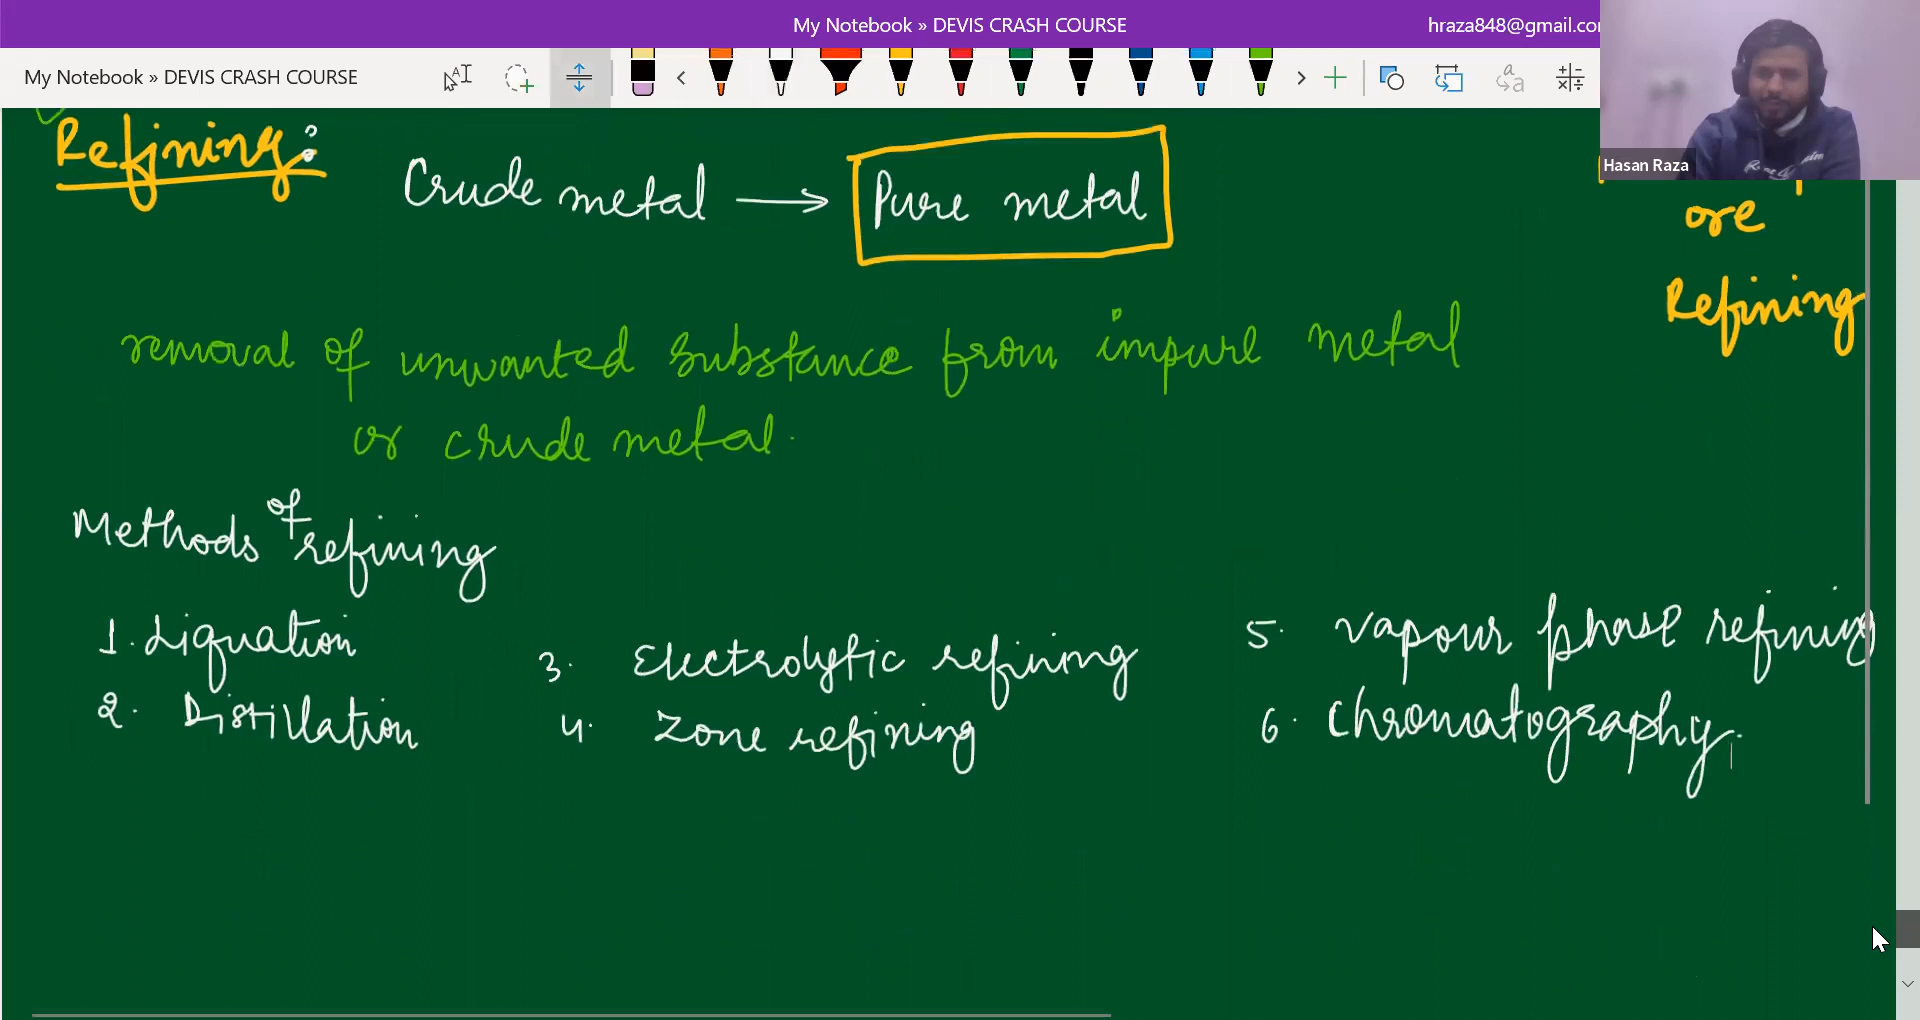 My Notebook » DEVIS CRASH COURSE
hraza848@gmail.co
My Notebook » DEVIS CRASH COURSE
Hasan Raza
Refining:
Crude metal → Pure metal
ore
Refining
removal of unwanted substance from impure metal
or crude metal.
Methods of refining
1. Liquation
2. Distillation
3. Electrolytic refining
4. Zone refining
5. Vapour phase refining
6. Chromatography.